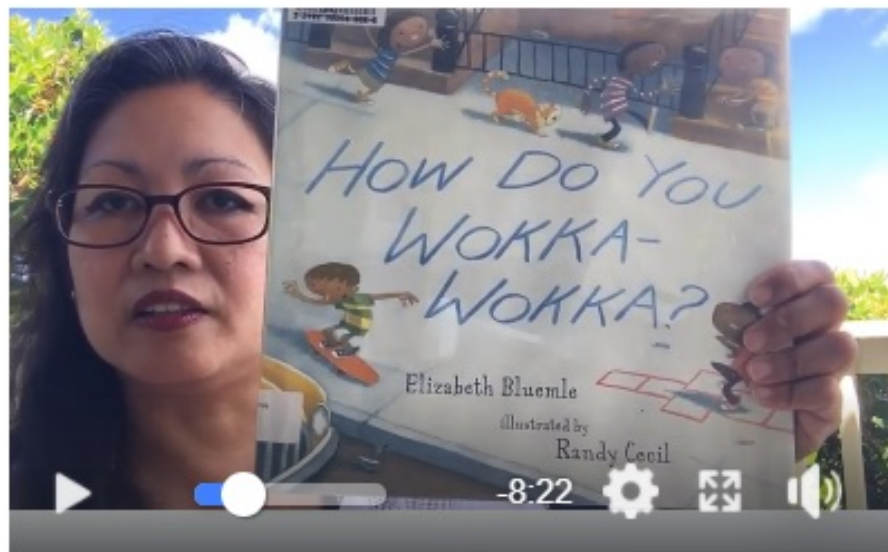 HOW DO YOU
WOKKA-
WOKKA?
Elizabeth Bluemle
illustrated by
Randy Cecil
-8:22